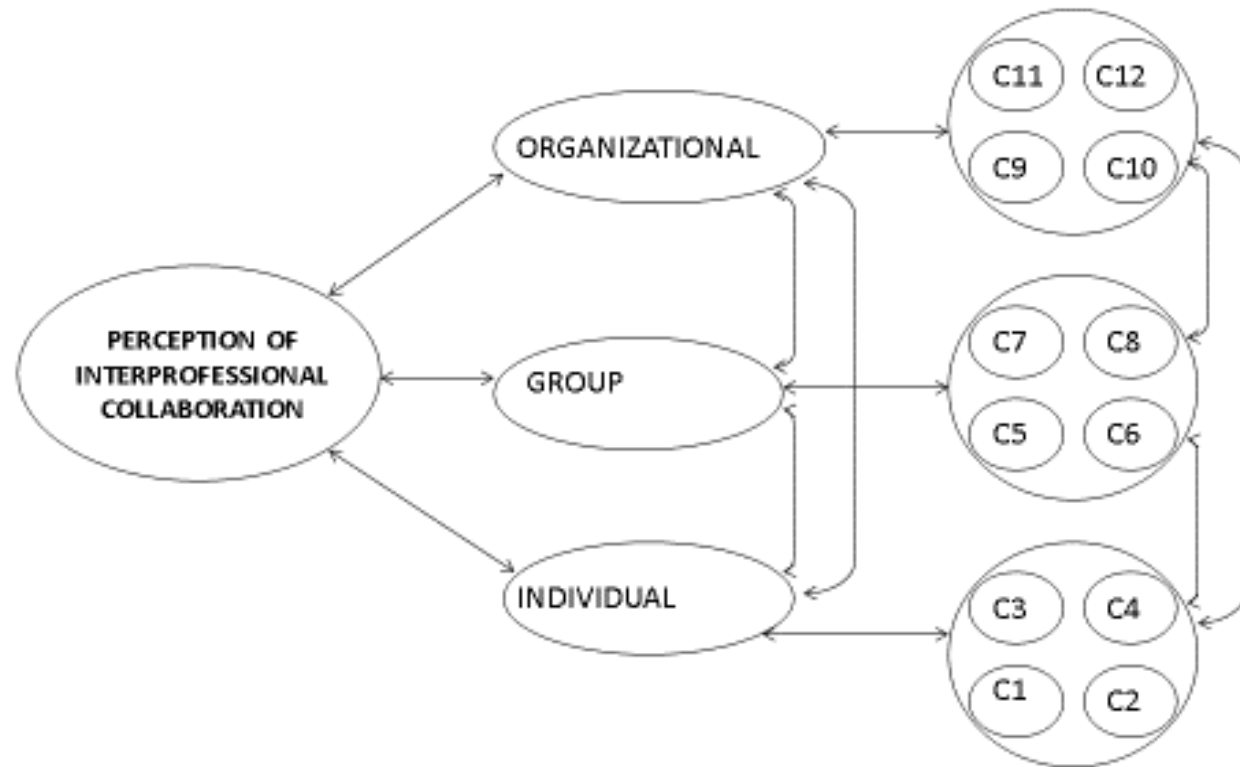 PERCEPTION OF
INTERPROFESSIONAL
COLLABORATION
ORGANIZATIONAL
GROUP
INDIVIDUAL
C11 C12
C9 C10
C7 C8
C5 C6
C3 C4
C1 C2